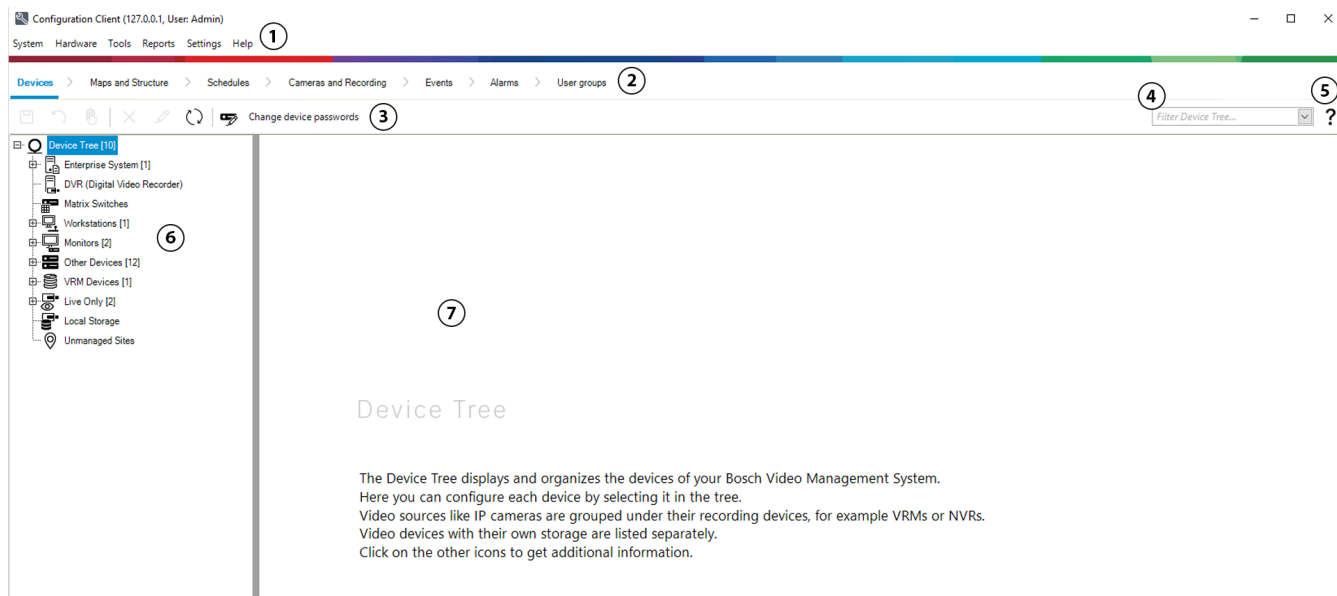 Configuration Client (127.0.0.1, User: Admin)
System Hardware Tools Reports Settings Help 1
Devices > Maps and Structure > Schedules > Cameras and Recording > Events > Alarms > User groups 2
4 5
Change device passwords 3 Filter Device Tree... ?
Device Tree [10]
Enterprise System [1]
DVR (Digital Video Recorder)
Matrix Switches
Workstations [1]
6
Monitors [2]
Other Devices [12]
VRM Devices [1]
Live Only [2]
7
Local Storage
Unmanaged Sites
Device Tree
The Device Tree displays and organizes the devices of your Bosch Video Management System.
Here you can configure each device by selecting it in the tree.
Video sources like IP cameras are grouped under their recording devices, for example VRMs or NVRs.
Video devices with their own storage are listed separately.
Click on the other icons to get additional information.